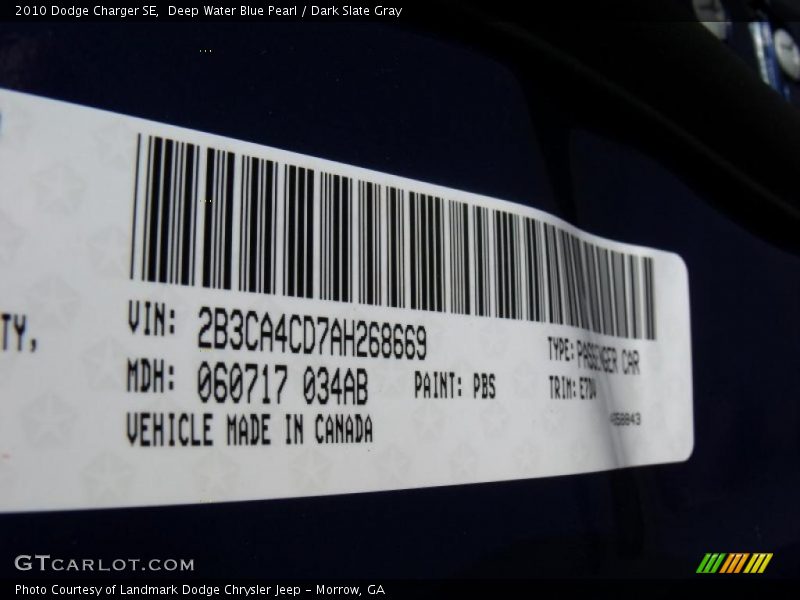 2010 Dodge Charger SE, Deep Water Blue Pearl / Dark Slate Gray
TY,
VIN: 2B3CA4CD7AH268669
TYPE: PASSENGER CAR
MDH: 060717 034AB
PAINT: PBS
TRIM:
VEHICLE MADE IN CANADA
GTCARLOT.COM
Photo Courtesy of Landmark Dodge Chrysler Jeep - Morrow, GA